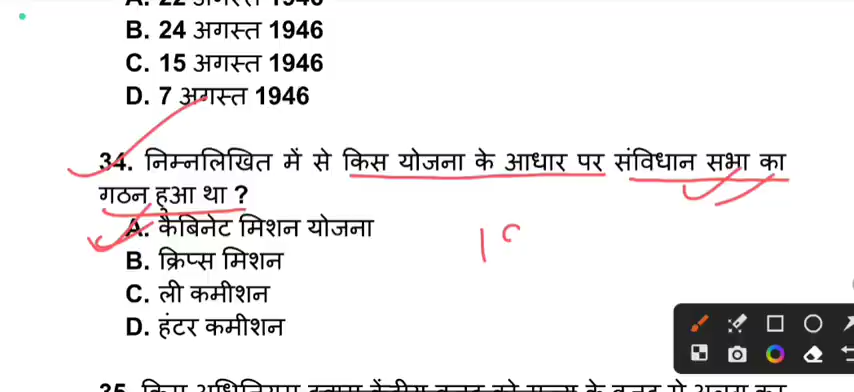 B. 24 अगस्त 1946
C. 15 अगस्त 1946
D. 7 अगस्त 1946
34. निम्नलिखित में से किस योजना के आधार पर संविधान सभा का
गठन हुआ था ?
A. कैबिनेट मिशन योजना
B. क्रिप्स मिशन
C. ली कमीशन
D. हंटर कमीशन